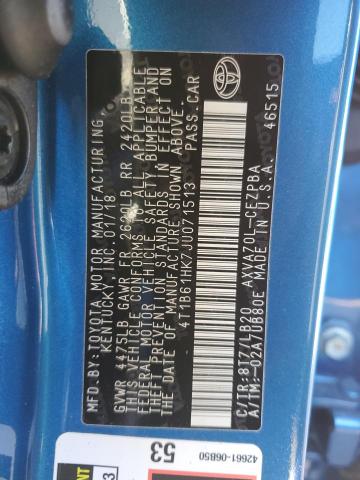 MFD. BY: TOYOTA MOTOR MANUFACTURING,
KENTUCKY, INC. 01/18
GVWR 4475LB GAWR FR 2620LB RR 2420LB
THIS VEHICLE CONFORMS TO ALL APPLICABLE
FEDERAL MOTOR VEHICLE SAFETY, BUMPER, AND
THEFT PREVENTION STANDARDS IN EFFECT ON
THE DATE OF MANUFACTURE SHOWN ABOVE.
4T1B61HK7JU071513 PASS. CAR
C/TR:8T7/LB20 AXVA70L-CEZPBA
A/TM:-02A/UB80E MADE IN U.S.A. 46515
42661-06B50
53